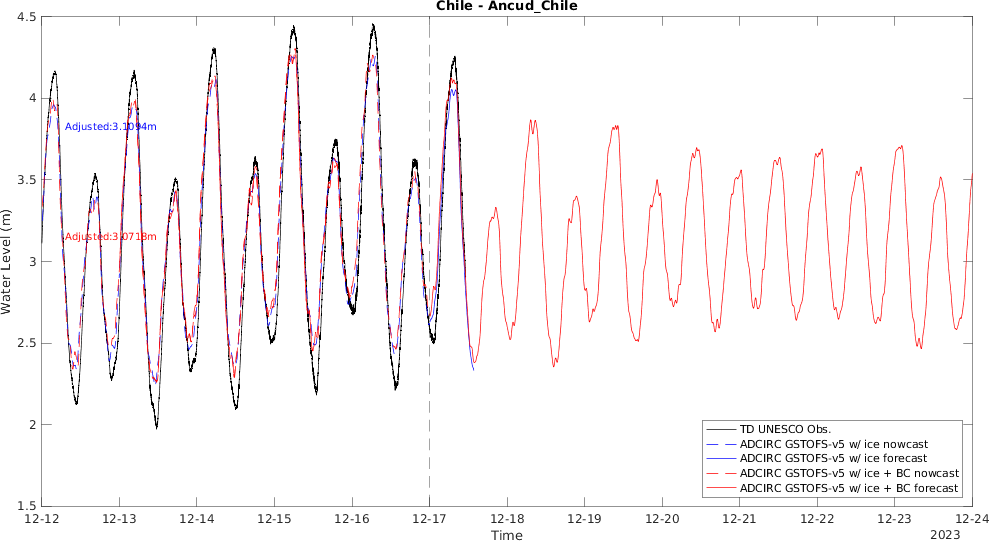 Chile - Ancud_Chile
4.5
4
3.5
3
2.5
2
1.5
Water Level (m)
Adjusted:3.1094m
Adjusted:3.0718m
TD UNESCO Obs.
ADCIRC GSTOFS-v5 w/ ice nowcast
ADCIRC GSTOFS-v5 w/ ice forecast
ADCIRC GSTOFS-v5 w/ ice + BC nowcast
ADCIRC GSTOFS-v5 w/ ice + BC forecast
12-12 12-13 12-14 12-15 12-16 12-17 12-18 12-19 12-20 12-21 12-22 12-23 12-24
Time
2023